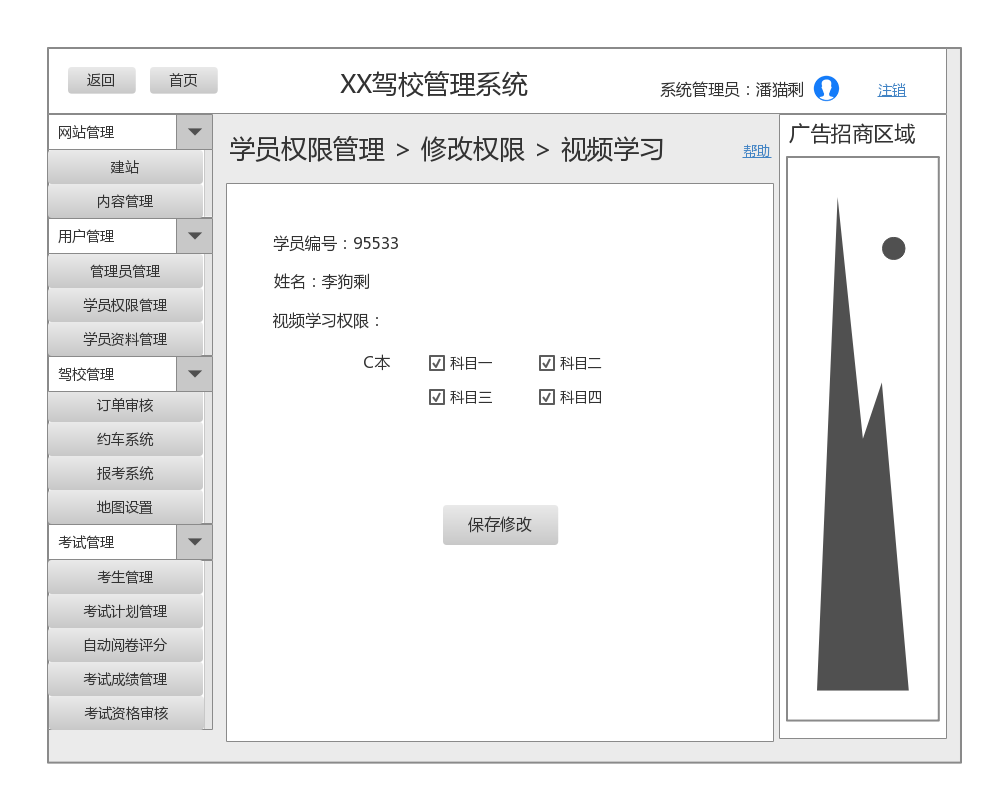 返回
首页
XX驾校管理系统
系统管理员：潘猫剩
注销
网站管理
建站
内容管理
用户管理
管理员管理
学员权限管理
学员资料管理
驾校管理
订单审核
约车系统
报考系统
地图设置
考试管理
考生管理
考试计划管理
自动阅卷评分
考试成绩管理
考试资格审核
学员权限管理 > 修改权限 > 视频学习
帮助
学员编号：95533
姓名：李狗剩
视频学习权限：
C本
科目一
科目二
科目三
科目四
保存修改
广告招商区域